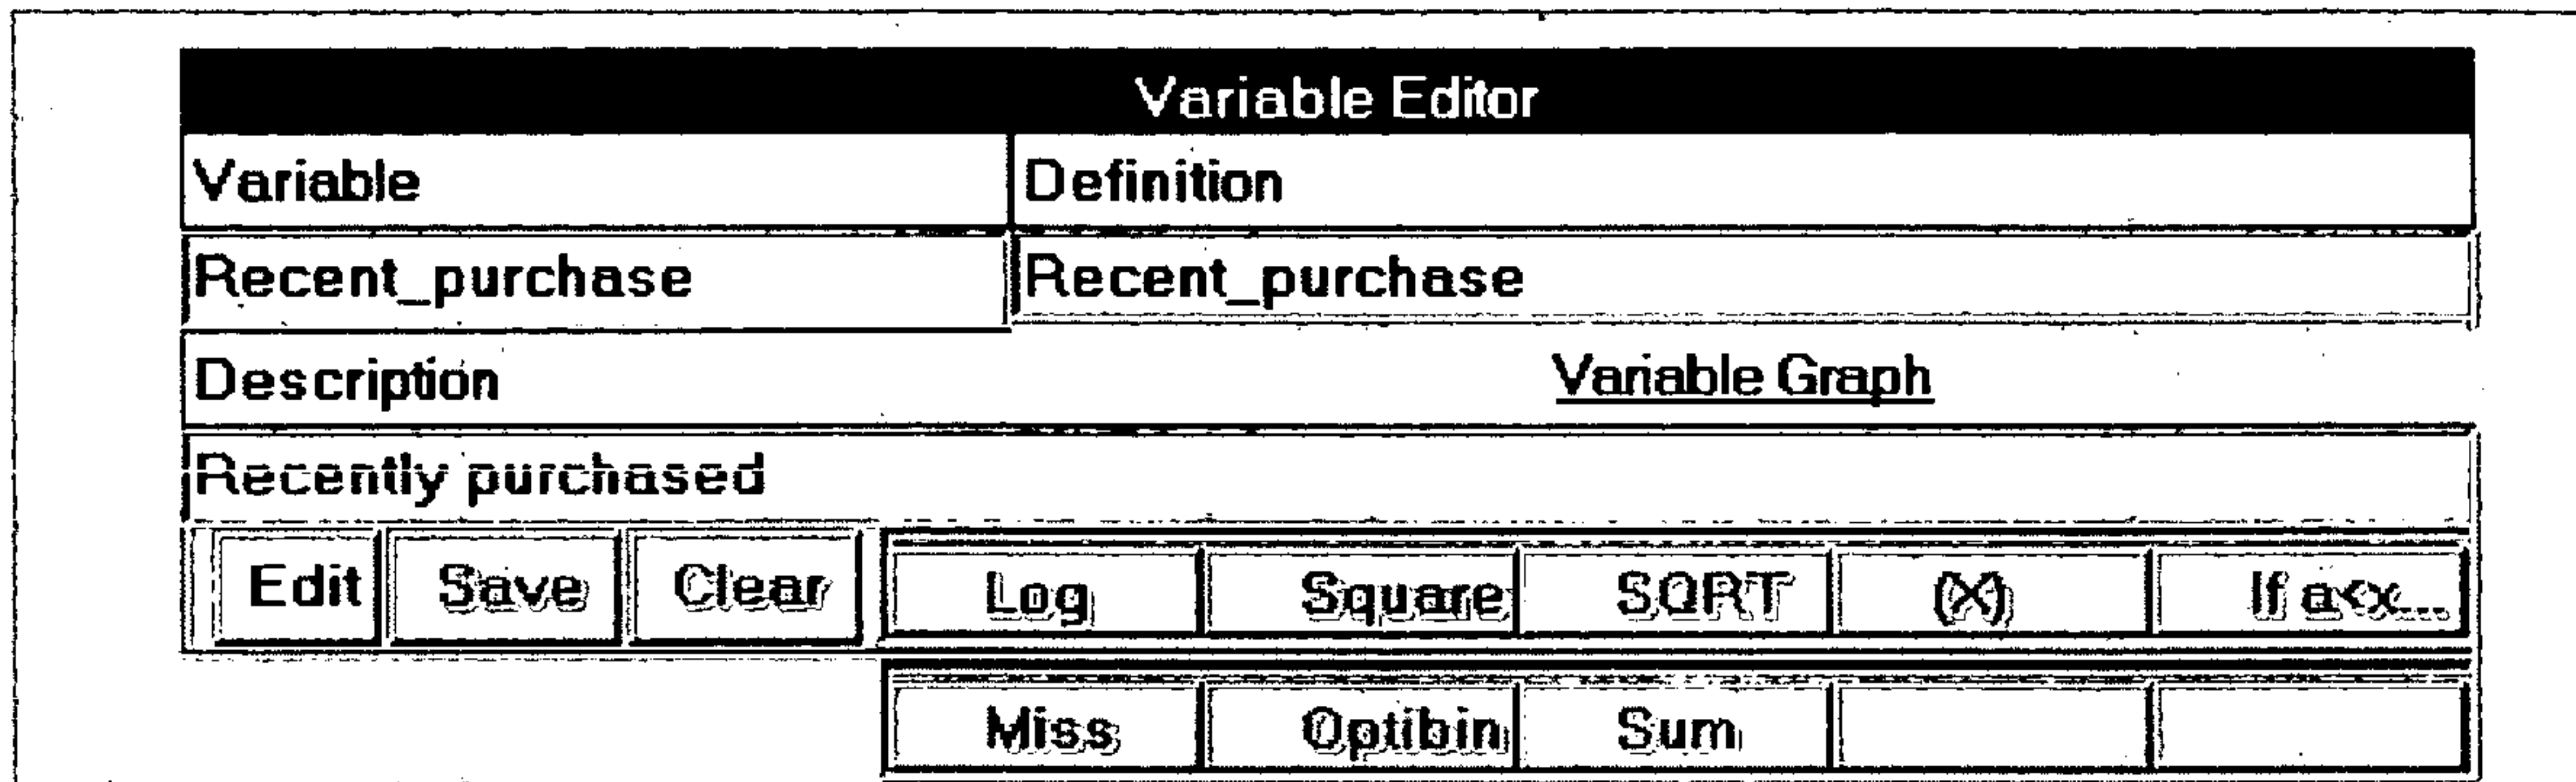 Variable Editor
Variable Definition
Recent_purchase Recent_purchase
Description Variable Graph
Recently purchased
Edit Save Clear Log Square SQRT (X) If a<x...
Miss Optibin Sum